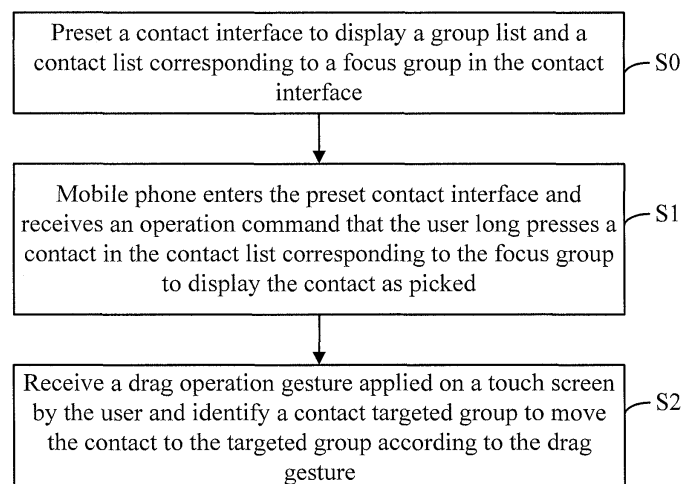 Preset a contact interface to display a group list and a
contact list corresponding to a focus group in the contact
interface
S0
Mobile phone enters the preset contact interface and
receives an operation command that the user long presses a
contact in the contact list corresponding to the focus group
to display the contact as picked
S1
Receive a drag operation gesture applied on a touch screen
by the user and identify a contact targeted group to move
the contact to the targeted group according to the drag
gesture
S2